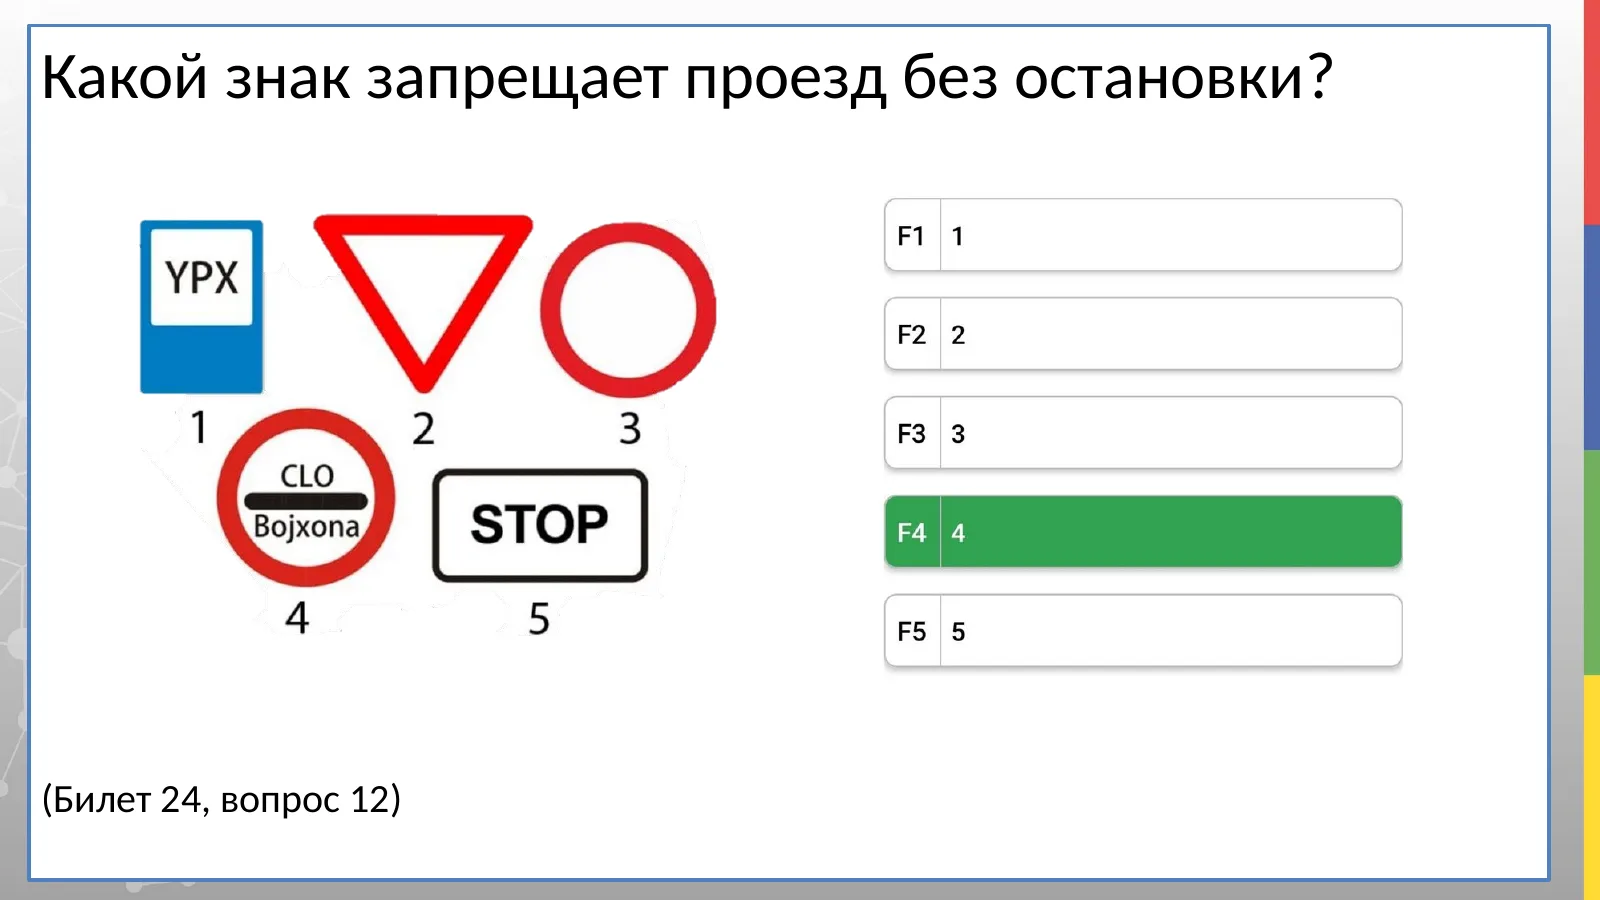 Какой знак запрещает проезд без остановки?
YPX
1
2
3
CLO
Bojxona
4
STOP
5
F1 1
F2 2
F3 3
F4 4
F5 5
(Билет 24, вопрос 12)